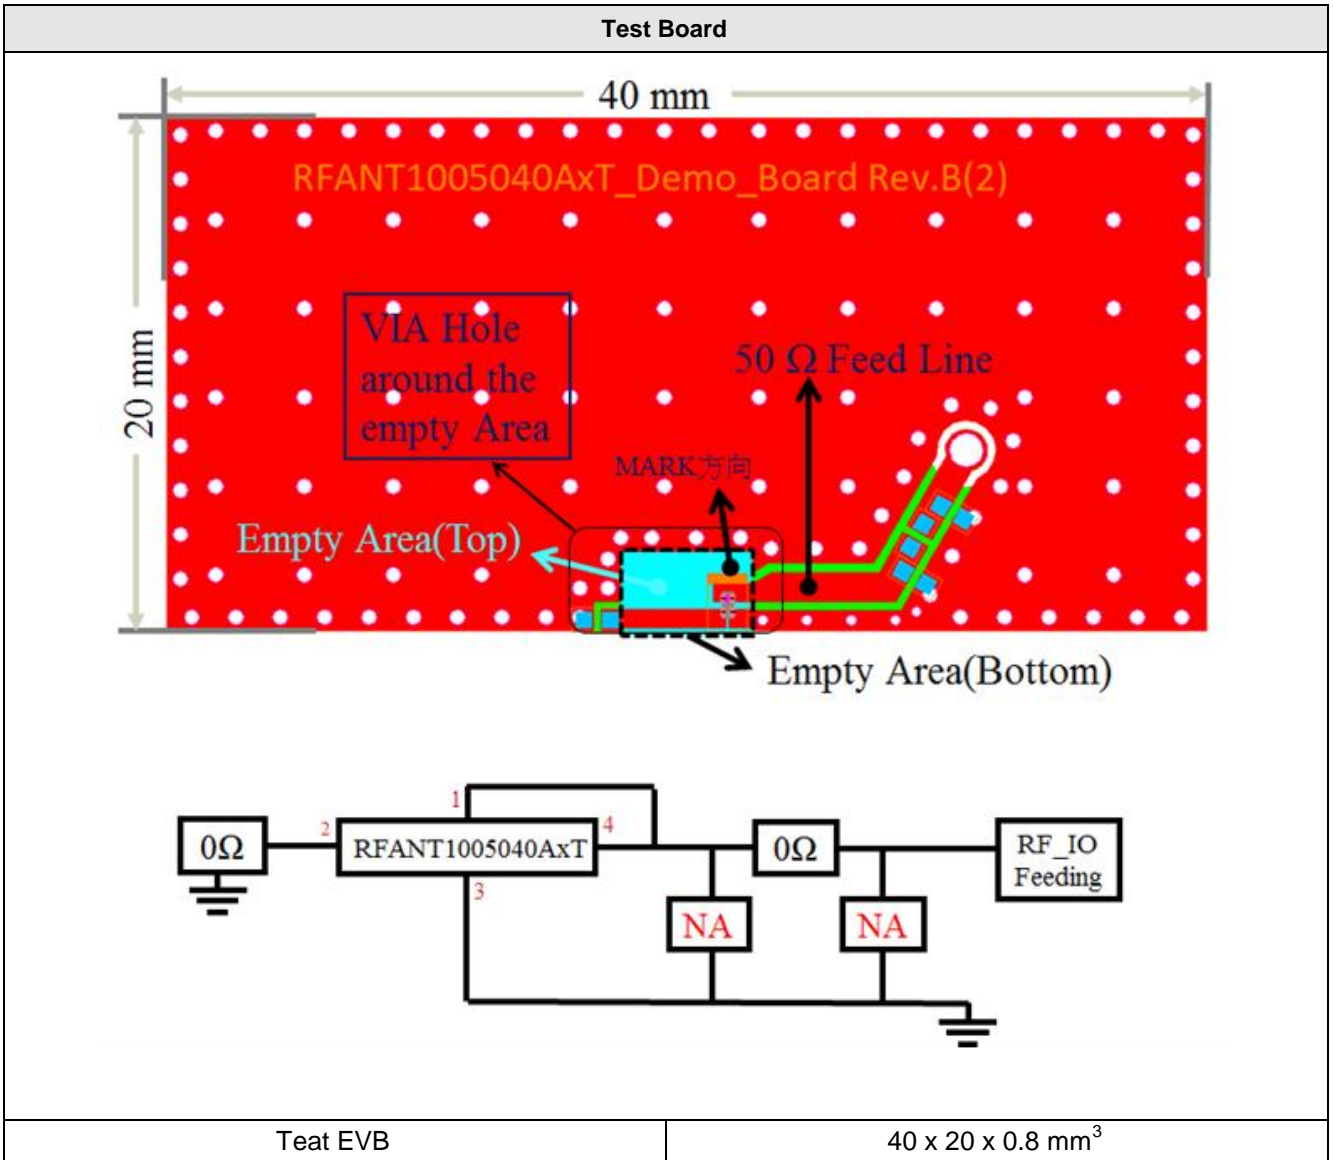 Test Board
40 mm
RFANT1005040AxT_Demo_Board Rev.B(2)
20 mm
VIA Hole
around the
empty Area
50 Ω Feed Line
MARK方向
Empty Area(Top)
Empty Area(Bottom)
1
2
4
0Ω
RFANT1005040AxT
0Ω
RF_IO
Feeding
3
NA
NA
Teat EVB
40 x 20 x 0.8 mm³